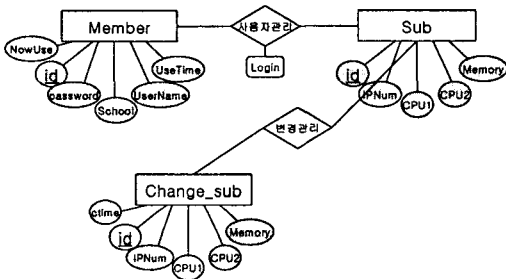 Member
사용자관리
Sub
Login
NowUse
id
password
School
UserName
UseTime
id
IPNum
CPU1
CPU2
Memory
변경관리
Change_sub
ctime
id
IPNum
CPU1
CPU2
Memory